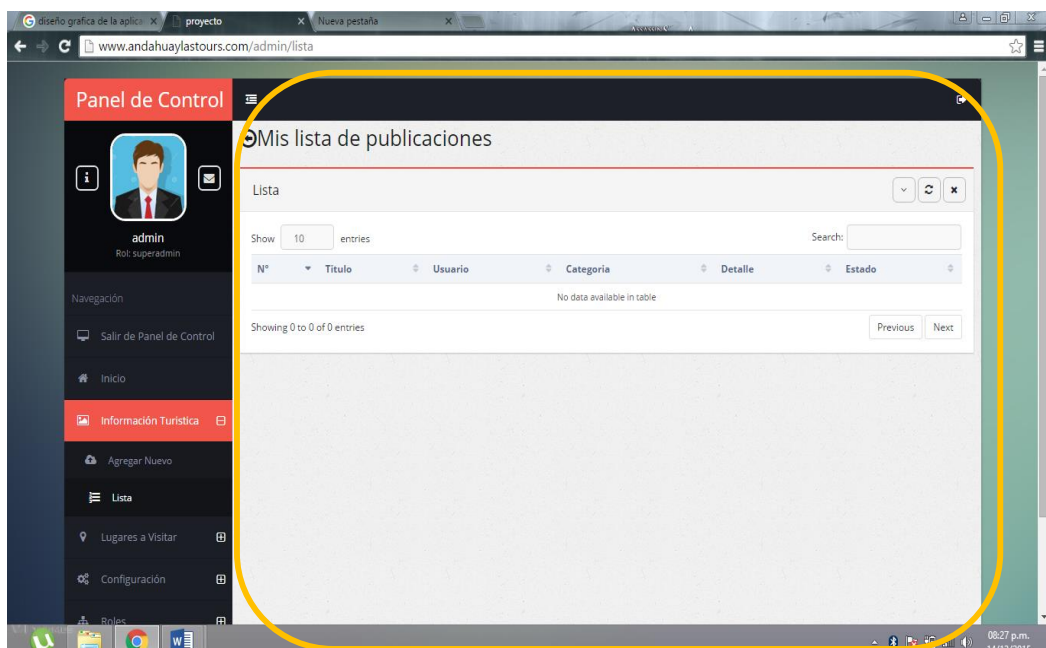 diseño grafica de la aplica
proyecto
Nueva pestaña
www.andahuaylastours.com/admin/lista
Panel de Control
Mis lista de publicaciones
admin
Rol: superadmin
Navegación
Salir de Panel de Control
Inicio
Información Turistica
Agregar Nuevo
Lista
Lugares a Visitar
Configuración
Roles
Lista
Show 10 entries
Search:
N° Titulo Usuario Categoria Detalle Estado
No data available in table
Showing 0 to 0 of 0 entries
Previous Next
08:27 p.m.